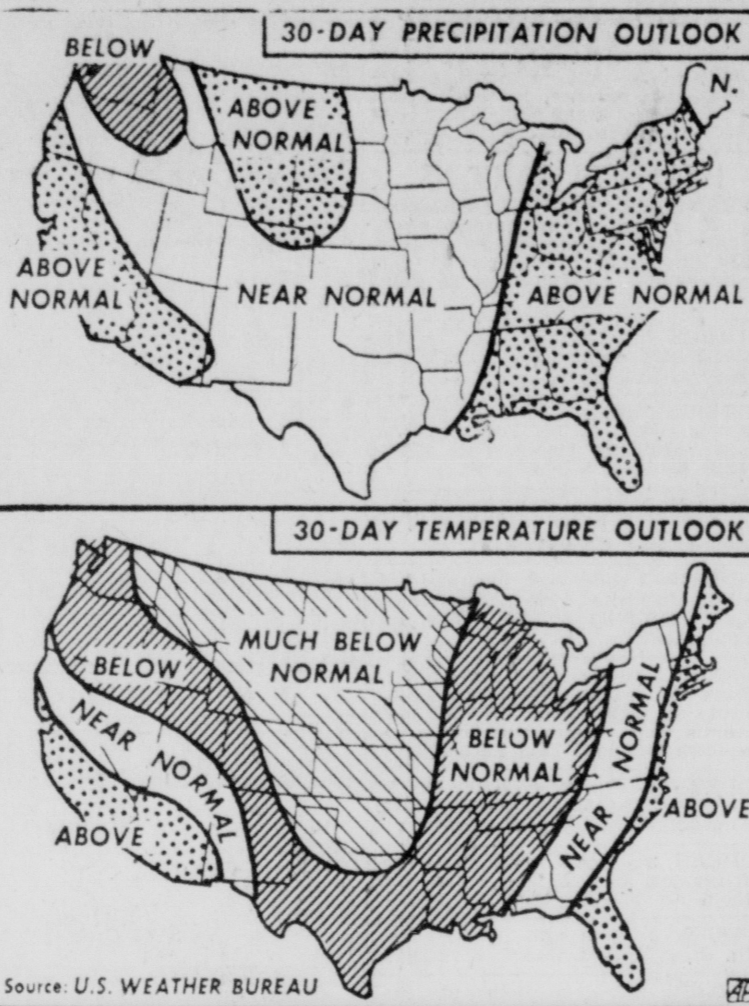 30-DAY PRECIPITATION OUTLOOK
BELOW
N.
ABOVE
NORMAL
ABOVE
NORMAL
NEAR NORMAL
ABOVE NORMAL
30-DAY TEMPERATURE OUTLOOK
MUCH BELOW
NORMAL
BELOW
NEAR NORMAL
BELOW
NORMAL
NEAR NORMAL
ABOVE
ABOVE
Source: U.S. WEATHER BUREAU